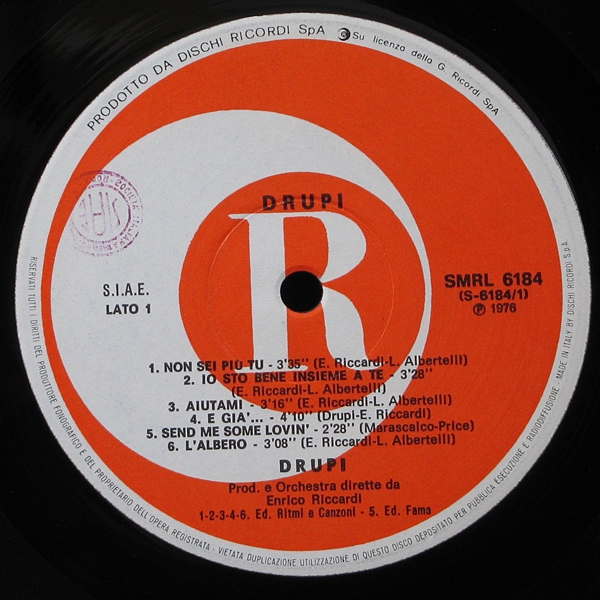 PRODOTTO DA DISCHI RICORDI SpA Su licenza della G. Ricordi SpA
DRUPI
R
SIAE
S.I.A.E.
LATO 1
SMRL 6184
(S-6184/1)
℗ 1976
1. NON SEI PIÙ TU - 3'35" (E. Riccardi-L. Albertelli)
2. IO STO BENE INSIEME A TE - 3'28"
(E. Riccardi-L. Albertelli)
3. AIUTAMI - 3'16" (E. Riccardi-L. Albertelli)
4. E GIA'... - 4'10" (Drupi-E. Riccardi)
5. SEND ME SOME LOVIN' - 2'28" (Marascalco-Price)
6. L'ALBERO - 3'08" (E. Riccardi-L. Albertelli)
DRUPI
Prod. e Orchestra dirette da
Enrico Riccardi
1-2-3-4-6. Ed. Ritmi e Canzoni - 5. Ed. Fama
RISERVATI TUTTI I DIRITTI DEL PRODUTTORE FONOGRAFICO E DEL PROPRIETARIO DELL'OPERA REGISTRATA - VIETATA DUPLICAZIONE UTILIZZAZIONE DI QUESTO DISCO DEPOSITATO PER PUBBLICA ESECUZIONE E RADIODIFFUSIONE. MADE IN ITALY BY DISCHI RICORDI S.p.A.